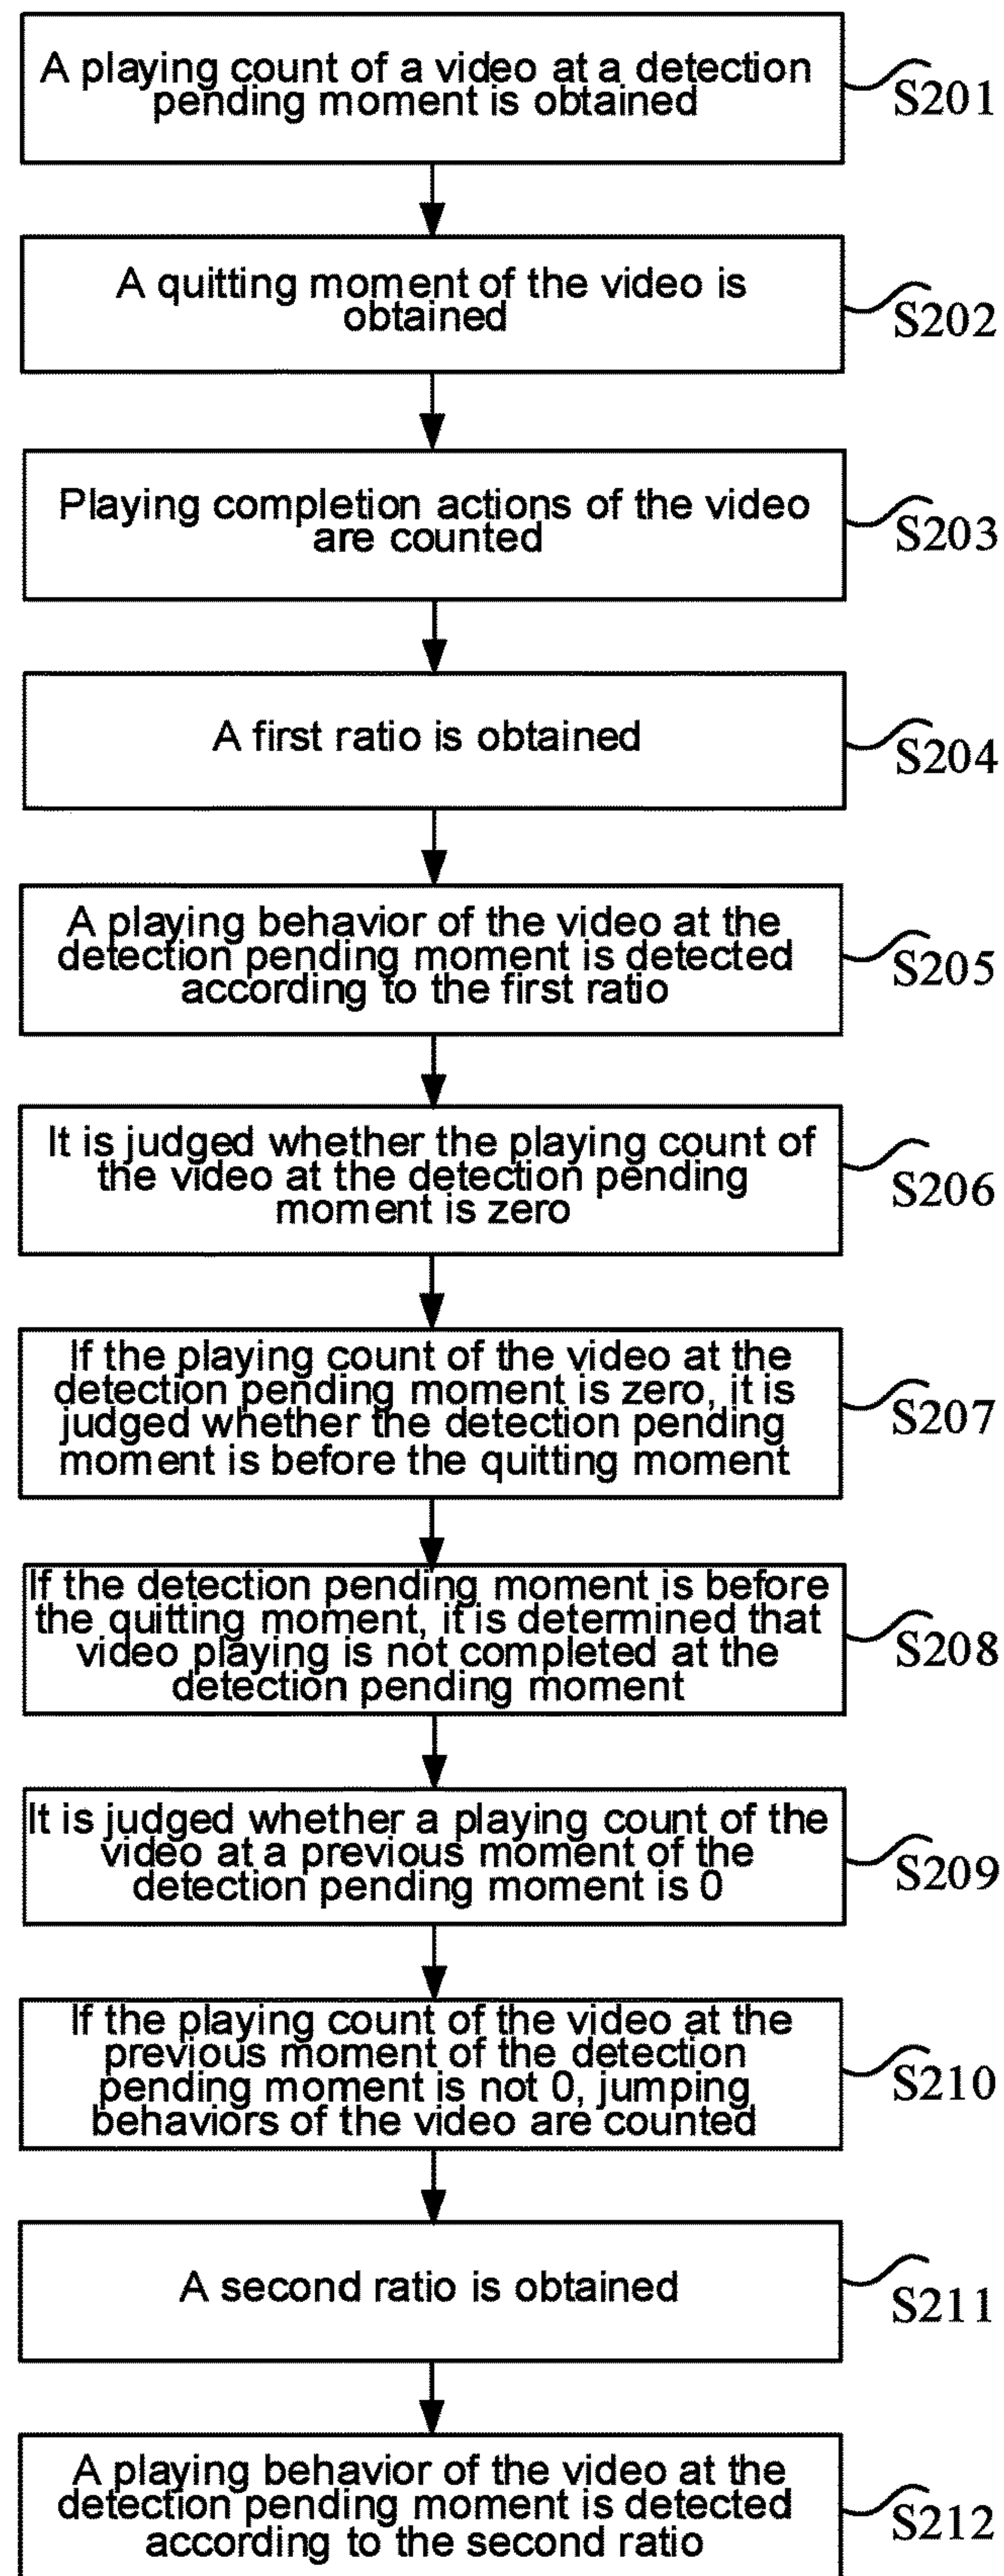 A playing count of a video at a detection
pending moment is obtained
S201
A quitting moment of the video is
obtained
S202
Playing completion actions of the video
are counted
S203
A first ratio is obtained
S204
A playing behavior of the video at the
detection pending moment is detected
according to the first ratio
S205
It is judged whether the playing count of
the video at the detection pending
moment is zero
S206
If the playing count of the video at the
detection pending moment is zero, it is
judged whether the detection pending
moment is before the quitting moment
S207
If the detection pending moment is before
the quitting moment, it is determined that
video playing is not completed at the
detection pending moment
S208
It is judged whether a playing count of the
video at a previous moment of the
detection pending moment is 0
S209
If the playing count of the video at the
previous moment of the detection
pending moment is not 0, jumping
behaviors of the video are counted
S210
A second ratio is obtained
S211
A playing behavior of the video at the
detection pending moment is detected
according to the second ratio
S212